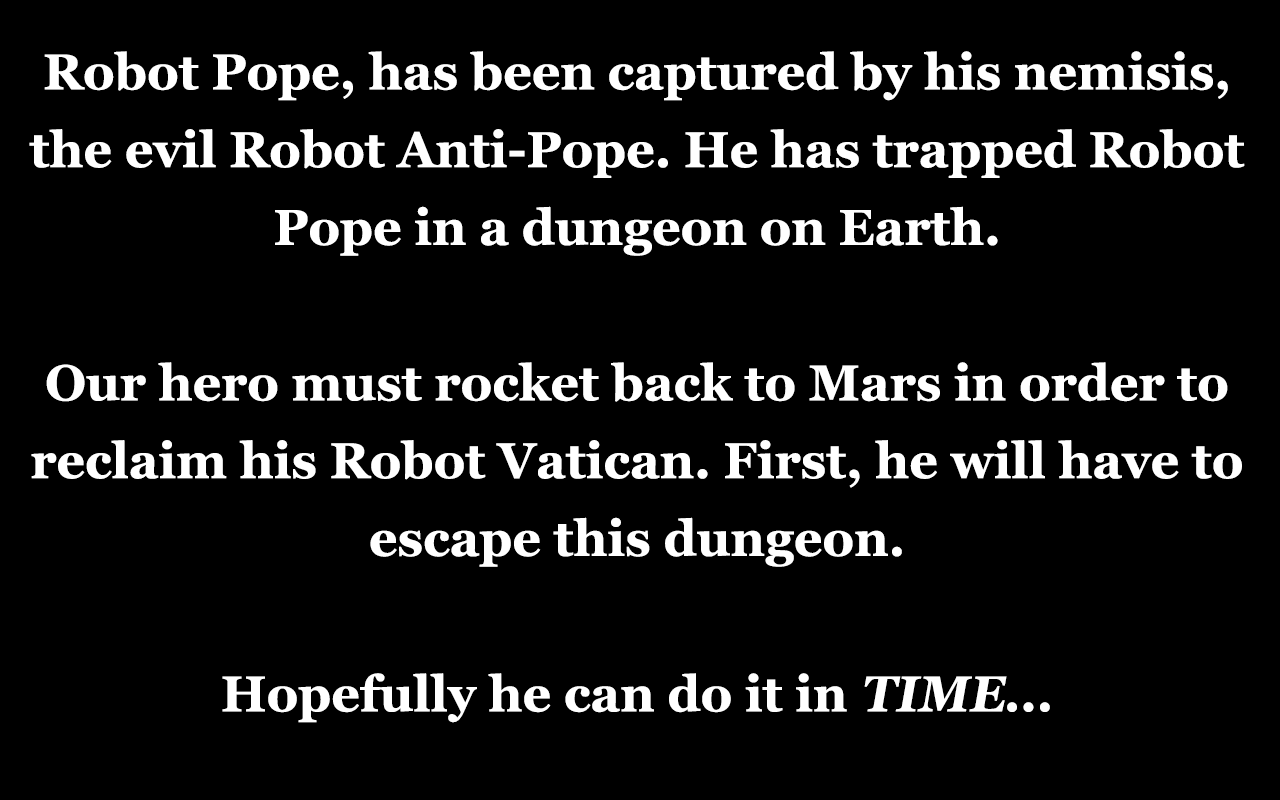 Robot Pope, has been captured by his nemisis,
the evil Robot Anti-Pope. He has trapped Robot
Pope in a dungeon on Earth.
Our hero must rocket back to Mars in order to
reclaim his Robot Vatican. First, he will have to
escape this dungeon.
Hopefully he can do it in TIME...